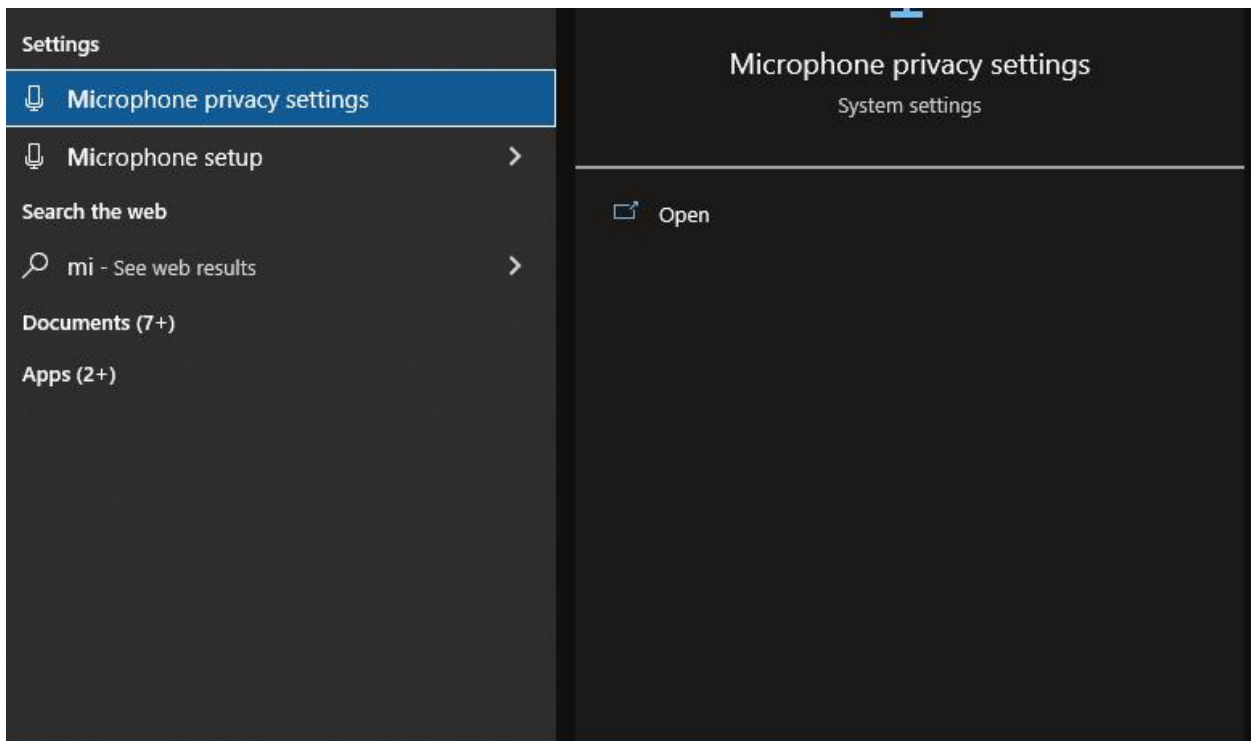 Settings
Microphone privacy settings
Microphone setup
Search the web
mi - See web results
Documents (7+)
Apps (2+)
Microphone privacy settings
System settings
Open